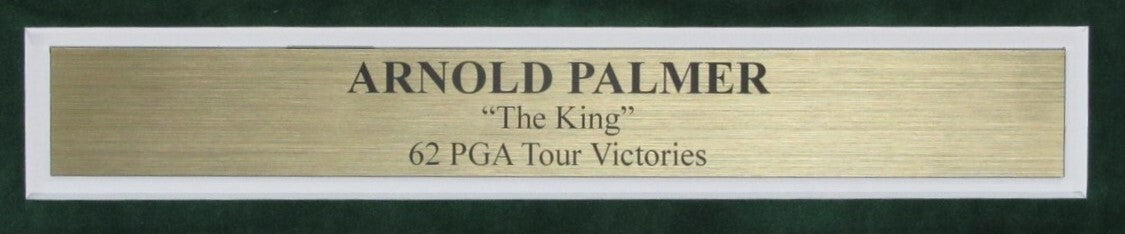 ARNOLD PALMER
“The King”
62 PGA Tour Victories